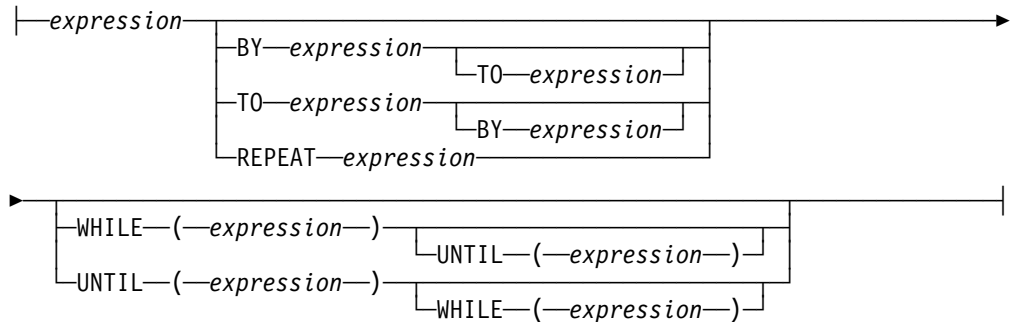 expression
BY expression
TO expression
TO expression
BY expression
REPEAT expression
WHILE ( expression )
UNTIL ( expression )
UNTIL ( expression )
WHILE ( expression )